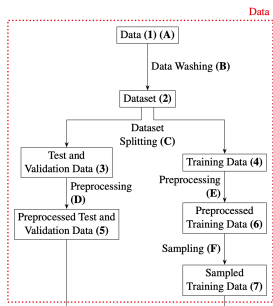 Data
Data (1) (A)
Data Washing (B)
Dataset (2)
Dataset
Splitting (C)
Test and
Validation Data (3)
Training Data (4)
Preprocessing
(D)
Preprocessing
(E)
Preprocessed Test and
Validation Data (5)
Preprocessed
Training Data (6)
Sampling (F)
Sampled
Training Data (7)